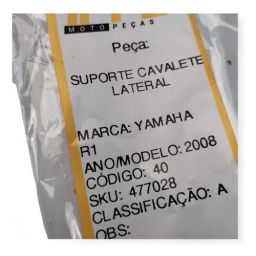 MOTO PEÇAS
Peça:
SUPORTE CAVALETE
LATERAL
MARCA: YAMAHA
R1
ANO/MODELO: 2008
CÓDIGO: 40
SKU: 477028
CLASSIFICAÇÃO: A
OBS: